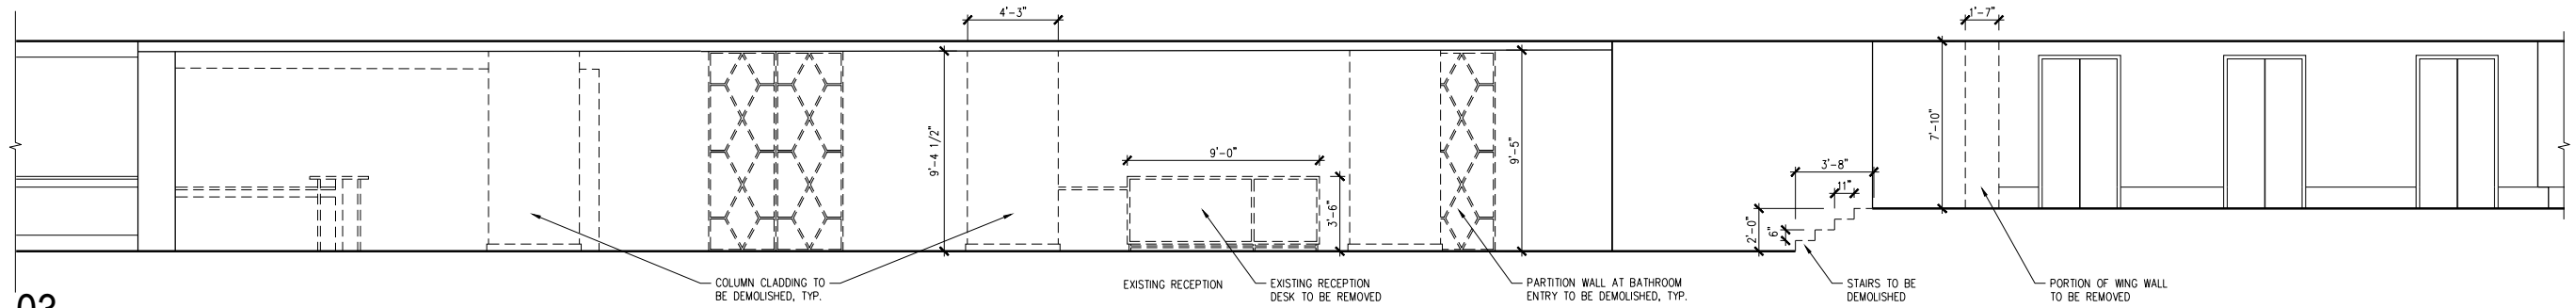 4'-3"
1'-7"
9'-4 1/2"
9'-0"
3'-6"
9'-5"
7'-10"
3'-8"
11"
2'-0"
6"
COLUMN CLADDING TO
BE DEMOLISHED, TYP.
EXISTING RECEPTION
EXISTING RECEPTION
DESK TO BE REMOVED
PARTITION WALL AT BATHROOM
ENTRY TO BE DEMOLISHED, TYP.
STAIRS TO BE
DEMOLISHED
PORTION OF WING WALL
TO BE REMOVED